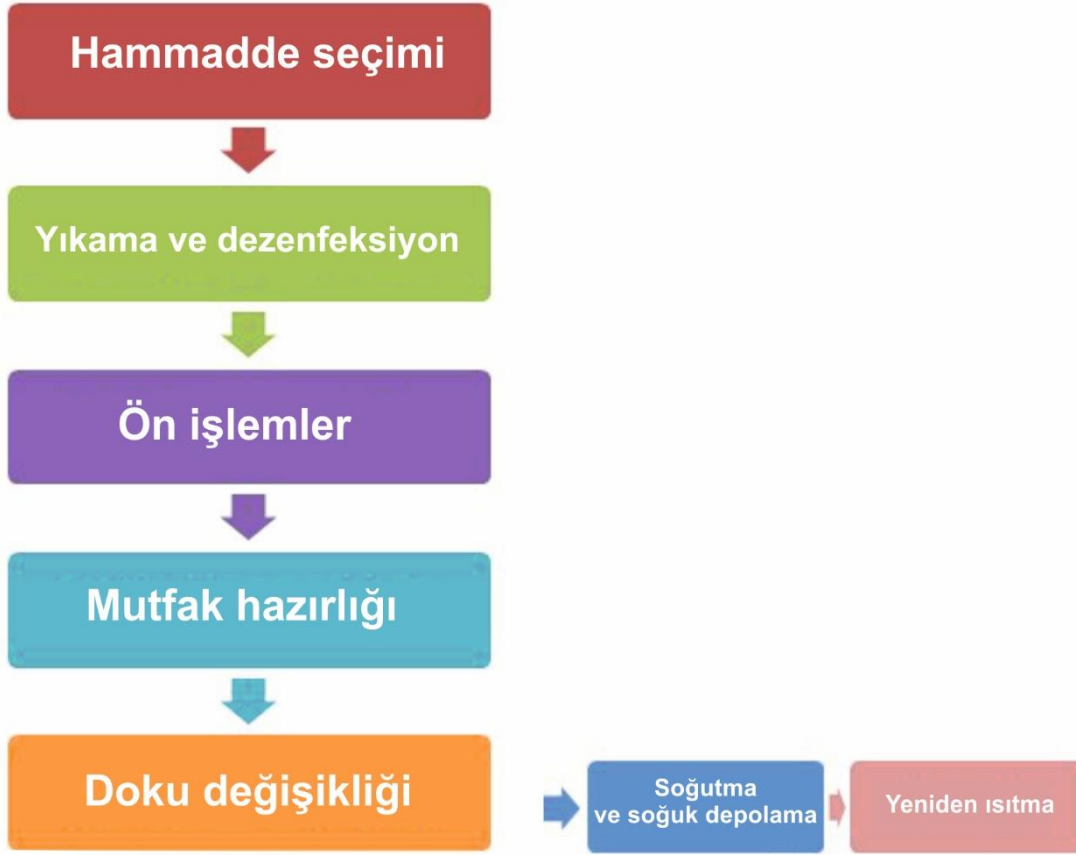 Hammadde seçimi
Yıkama ve dezenfeksiyon
Ön işlemler
Mutfak hazırlığı
Doku değişikliği
Soğutma
ve soğuk depolama
Yeniden ısıtma